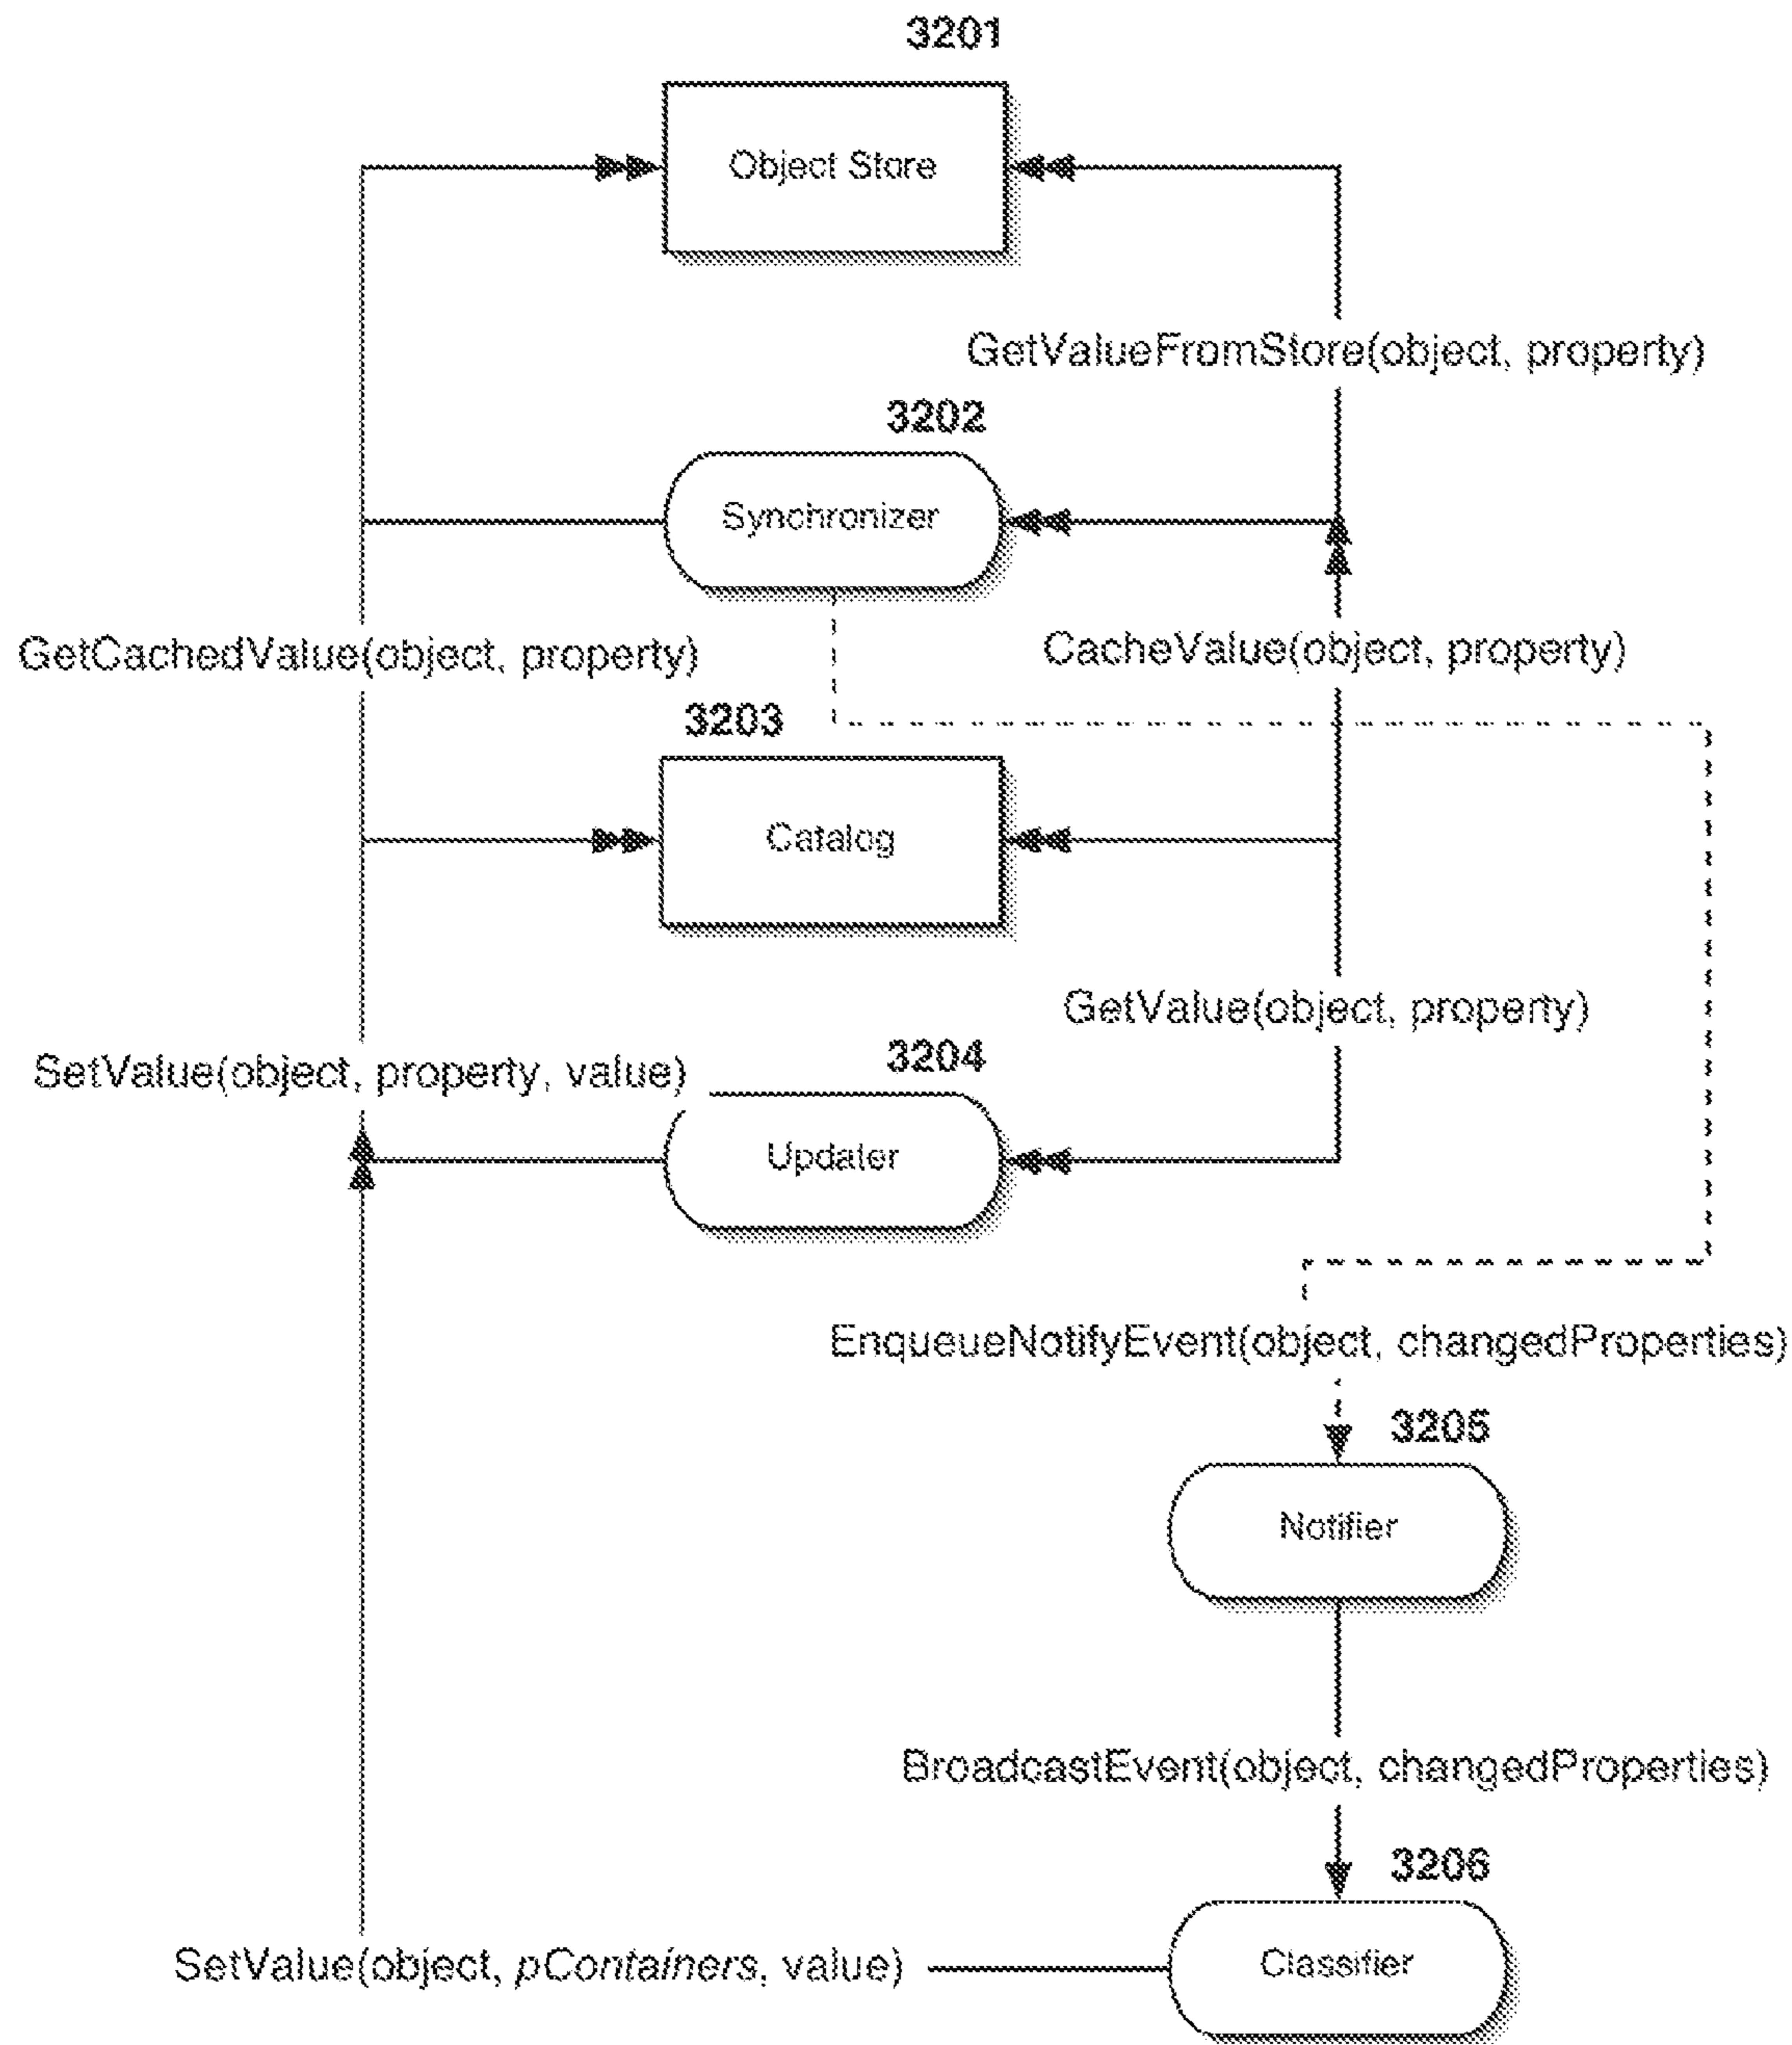 3201
Object Store
GetValueFromStore(object, property)
3202
Synchronizer
GetCachedValue(object, property)
CacheValue(object, property)
3203
Catalog
GetValue(object, property)
3204
SetValue(object, property, value)
Updater
EnqueueNotifyEvent(object, changedProperties)
3205
Notifier
BroadcastEvent(object, changedProperties)
3206
Classifier
SetValue(object, pContainers, value)